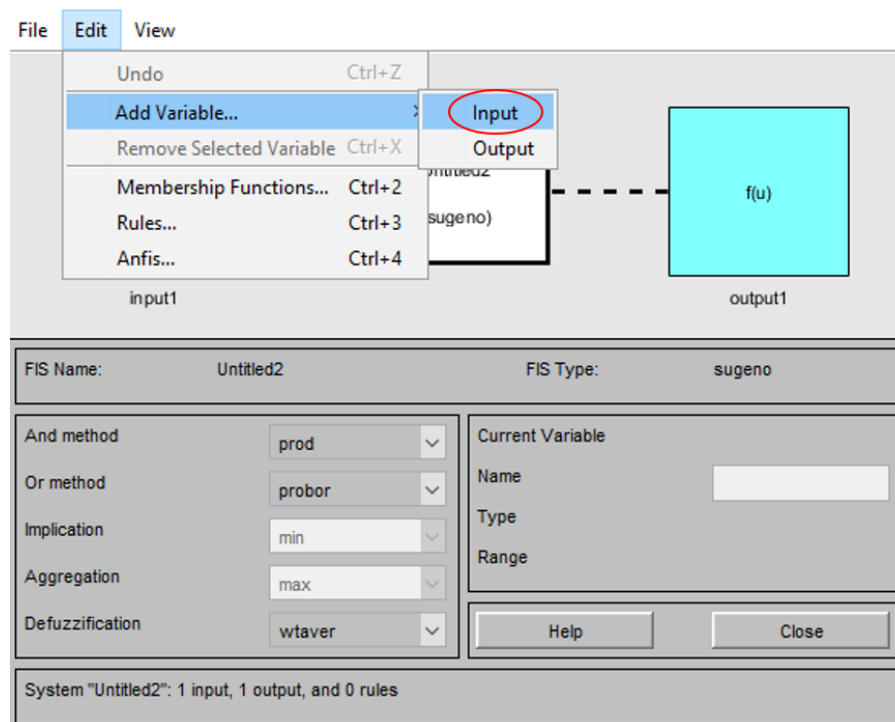 File Edit View
Undo Ctrl+Z
Add Variable...
Input
Remove Selected Variable Ctrl+X
Output
Membership Functions... Ctrl+2
Rules... Ctrl+3
Anfis... Ctrl+4
sugeno)
f(u)
input1
output1
FIS Name: Untitled2 FIS Type: sugeno
And method prod
Or method probor
Implication min
Aggregation max
Defuzzification wtaver
Current Variable
Name
Type
Range
Help Close
System "Untitled2": 1 input, 1 output, and 0 rules